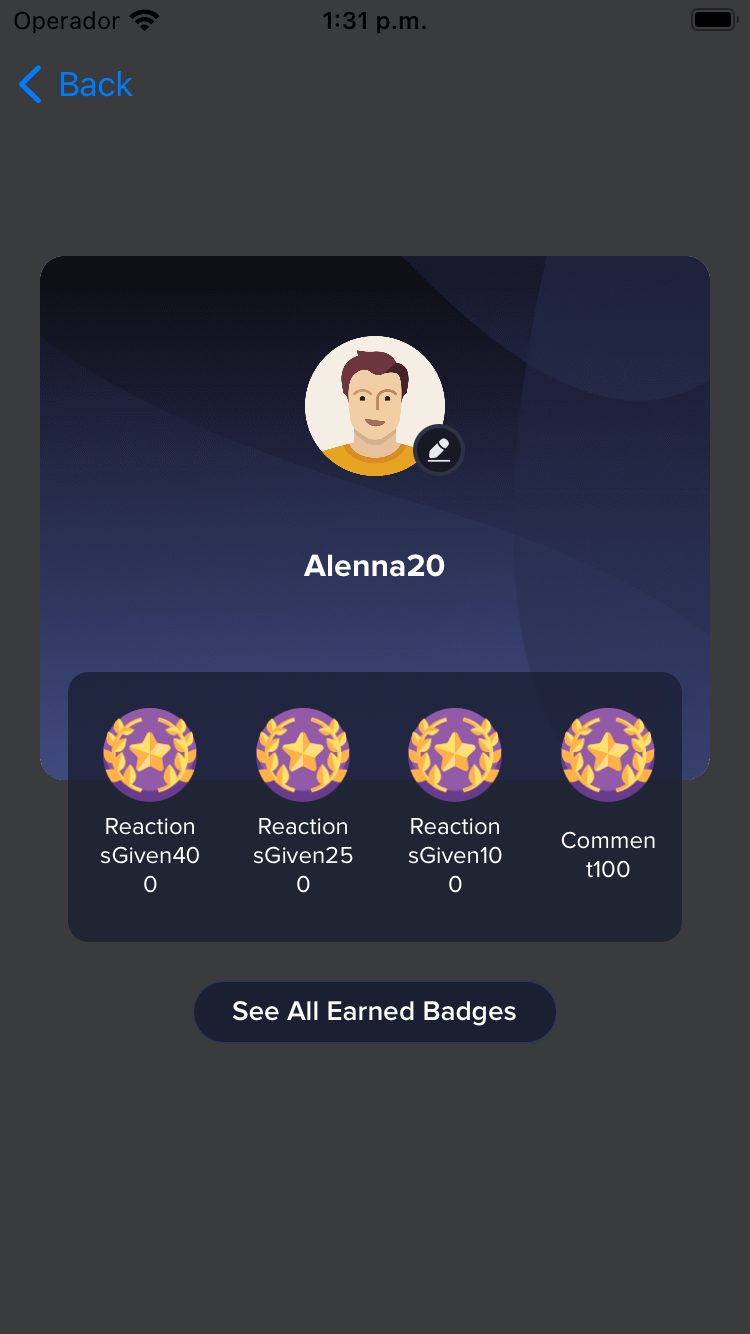 Operador 1:31 p.m.
Back
Alenna20
Reaction
sGiven40
0
Reaction
sGiven25
0
Reaction
sGiven10
0
Commen
t100
See All Earned Badges